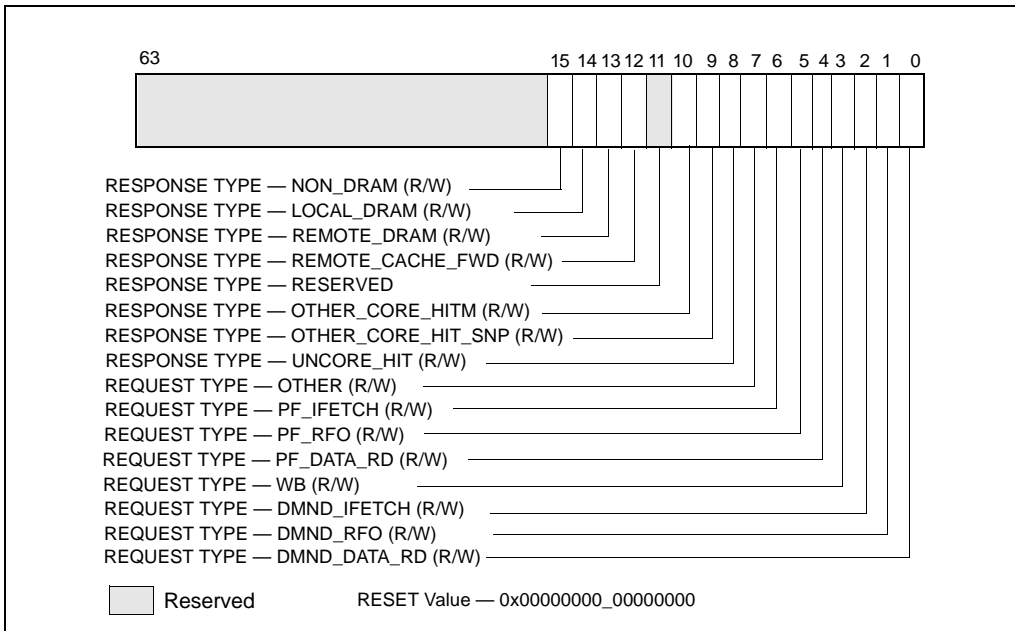 63 15 14 13 12 11 10 9 8 7 6 5 4 3 2 1 0
RESPONSE TYPE — NON_DRAM (R/W)
RESPONSE TYPE — LOCAL_DRAM (R/W)
RESPONSE TYPE — REMOTE_DRAM (R/W)
RESPONSE TYPE — REMOTE_CACHE_FWD (R/W)
RESPONSE TYPE — RESERVED
RESPONSE TYPE — OTHER_CORE_HITM (R/W)
RESPONSE TYPE — OTHER_CORE_HIT_SNP (R/W)
RESPONSE TYPE — UNCORE_HIT (R/W)
REQUEST TYPE — OTHER (R/W)
REQUEST TYPE — PF_IFETCH (R/W)
REQUEST TYPE — PF_RFO (R/W)
REQUEST TYPE — PF_DATA_RD (R/W)
REQUEST TYPE — WB (R/W)
REQUEST TYPE — DMND_IFETCH (R/W)
REQUEST TYPE — DMND_RFO (R/W)
REQUEST TYPE — DMND_DATA_RD (R/W)
Reserved RESET Value — 0x00000000_00000000